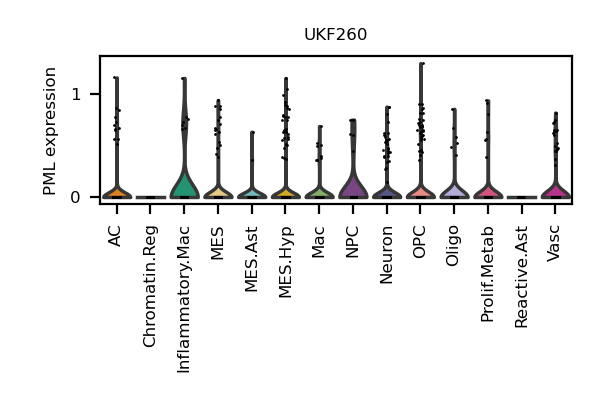 UKF260
PML expression
1
0
AC
Chromatin.Reg
Inflammatory.Mac
MES
MES.Ast
MES.Hyp
Mac
NPC
Neuron
OPC
Oligo
Prolif.Metab
Reactive.Ast
Vasc